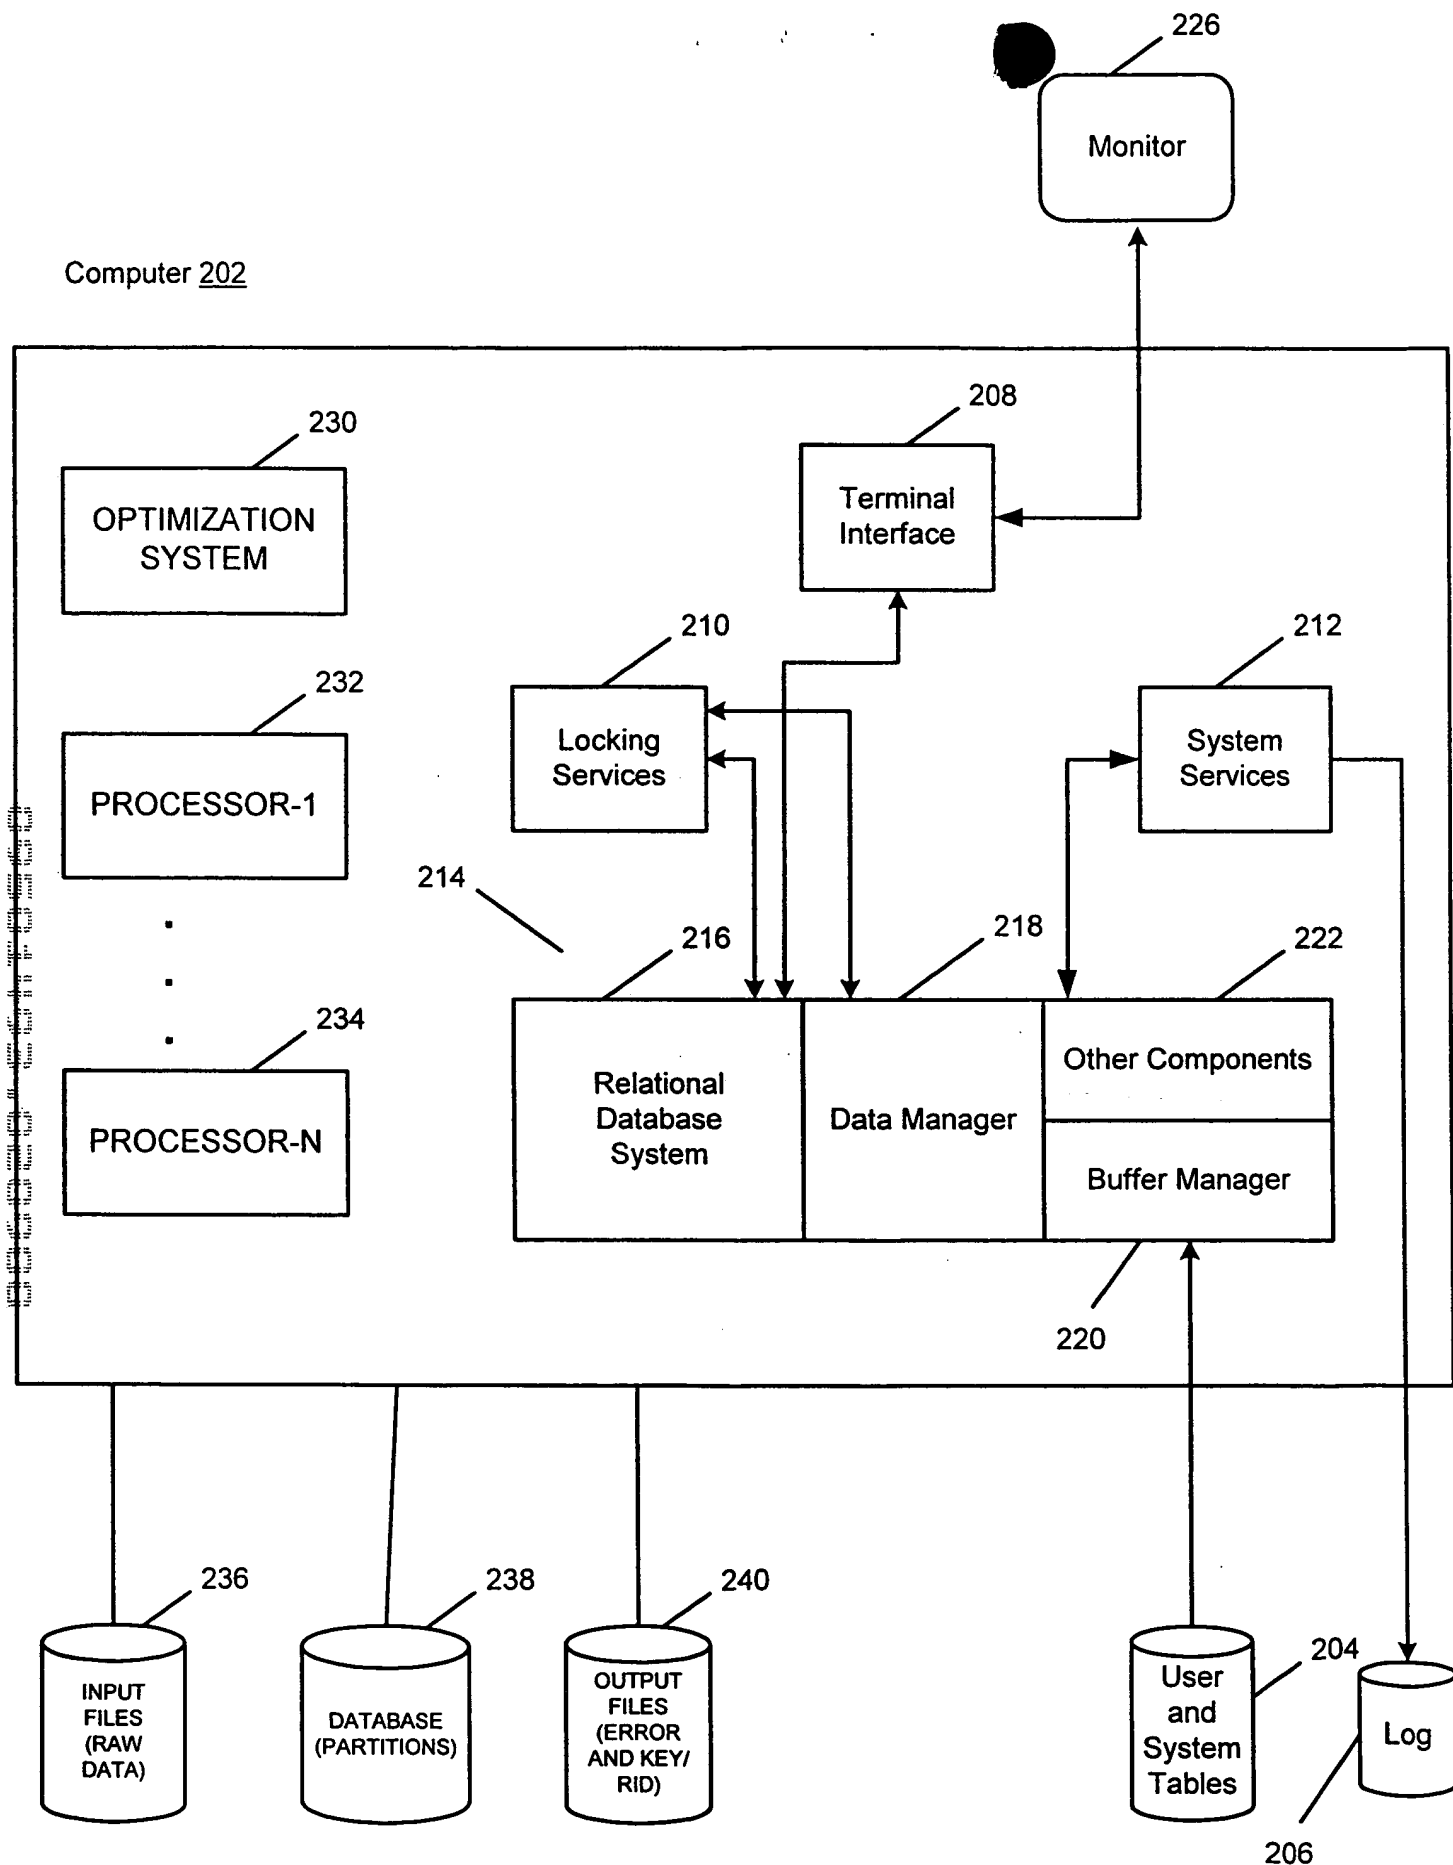 226
Monitor
Computer 202
208
230
Terminal
Interface
OPTIMIZATION
SYSTEM
210
212
232
Locking
Services
System
Services
PROCESSOR-1
214
216
218
222
234
Other Components
Relational
Database
System
Data Manager
PROCESSOR-N
Buffer Manager
220
236
238
240
204
INPUT
FILES
(RAW
DATA)
DATABASE
(PARTITIONS)
OUTPUT
FILES
(ERROR
AND KEY/
RID)
User
and
System
Tables
Log
206